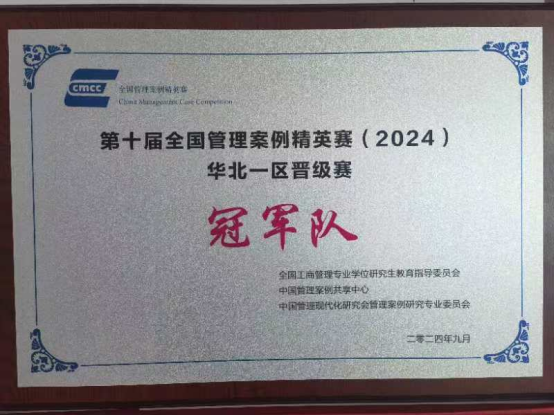 cmcc
全国管理案例精英赛
China Management Case Competition
第十届全国管理案例精英赛（2024）
华北一区晋级赛
冠军队
全国工商管理专业学位研究生教育指导委员会
中国管理案例共享中心
中国管理现代化研究会管理案例研究专业委员会
二零二四年九月